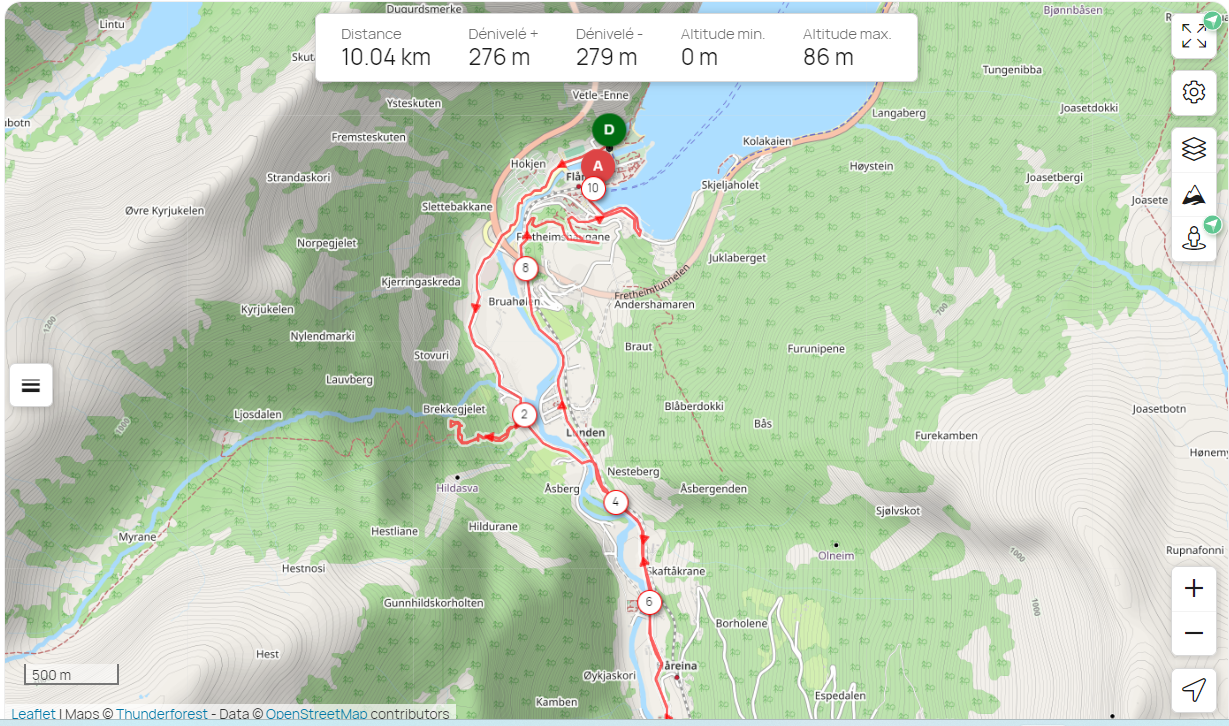 Dugurdsmerke
Bjønnbåsen
Lintu
Distance
Dénivelé +
Dénivelé -
Altitude min.
Altitude max.
10.04 km
276 m
279 m
0 m
86 m
Skut
Tungenibba
Vetle-Enne
Ysteskuten
Joasetdokki
Langaberg
botn
D
Fremsteskuten
Kolakaien
Hokjen
A
Høystein
Strandaskori
Flå
Joasetbergi
10
Skjeljaholet
Joasete
Slettebakkane
Øvre Kyrjukelen
Norpegjelet
Fretheimshaugane
Juklaberget
8
Kjerringaskreda
Fretheimtunnelen
Bruahølen
Andershamaren
700
Kyrjukelen
1200
Nylendmarki
Braut
Furunipene
Stovuri
Lauvberg
Brekkegjelet
2
Blåberdokki
Joasetbotn
Ljosdalen
1000
Bås
Lunden
Furekamben
Hønemy
Nesteberg
Hildasva
Åsberg
Åsbergenden
4
Sjølvskot
Hestliane
Hildurane
Myrane
Olneim
1000
Rupnafonni
Hestnosi
Skaftåkrane
Gunnhildskorholten
6
1000
Borholene
Hest
Håreina
500 m
Øykjaskori
Espedalen
Kamben
Leaflet | Maps © Thunderforest - Data © OpenStreetMap contributors